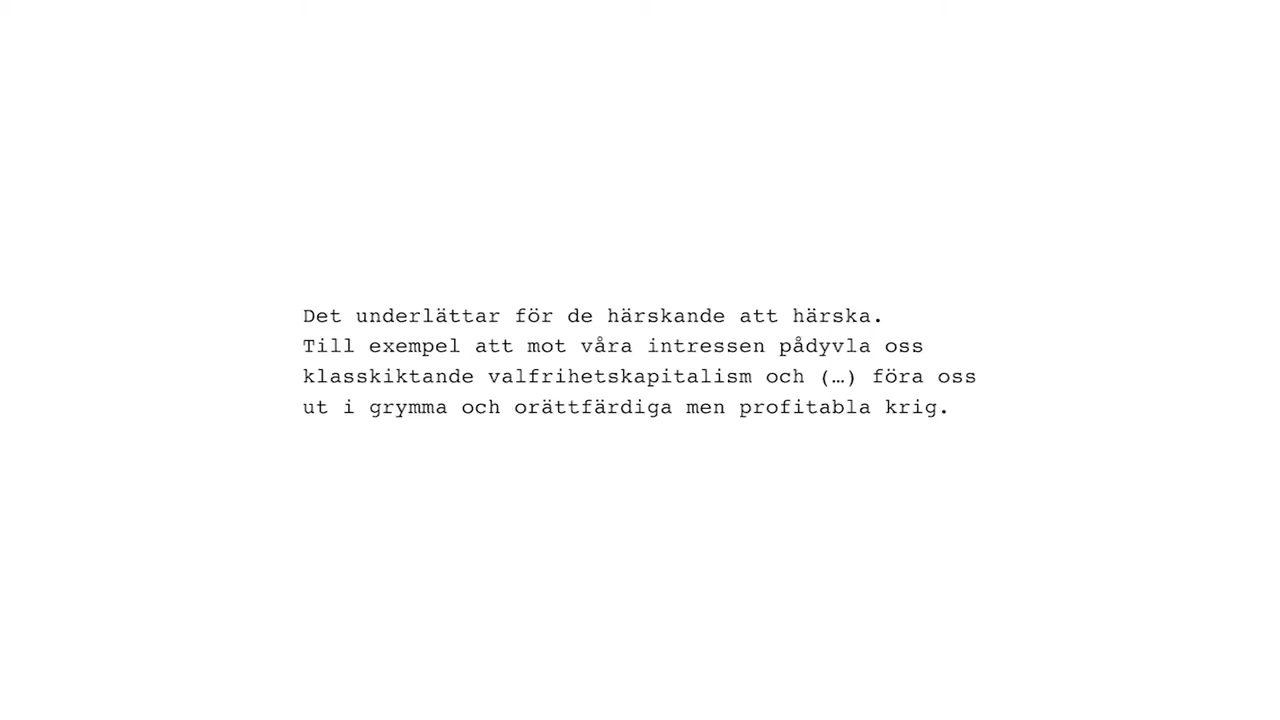 Det underlättar för de härskande att härska.
Till exempel att mot våra intressen pådyvla oss
klasskiktande valfrihetskapitalism och (…) föra oss
ut i grymma och orättfärdiga men profitabla krig.